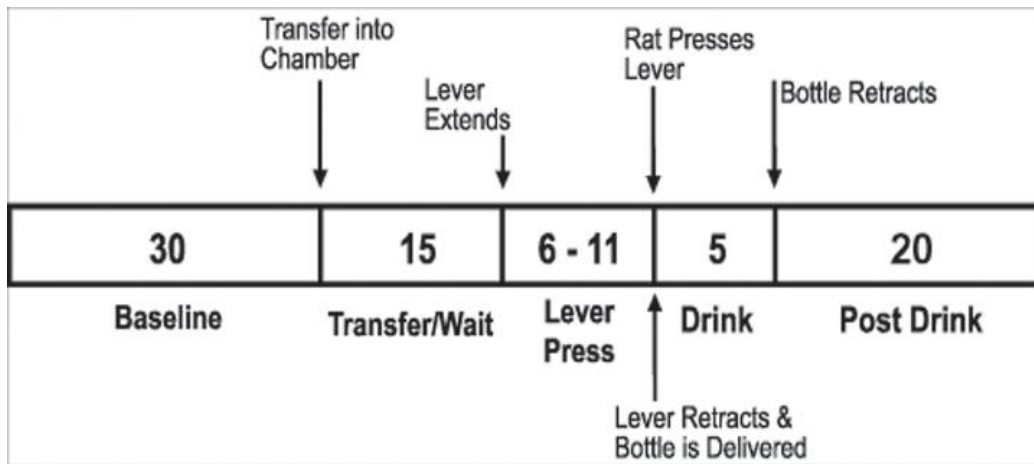 Transfer into
Chamber
Lever
Extends
Rat Presses
Lever
Bottle Retracts
30
15
6 - 11
5
20
Baseline
Transfer/Wait
Lever
Press
Drink
Post Drink
Lever Retracts &
Bottle is Delivered